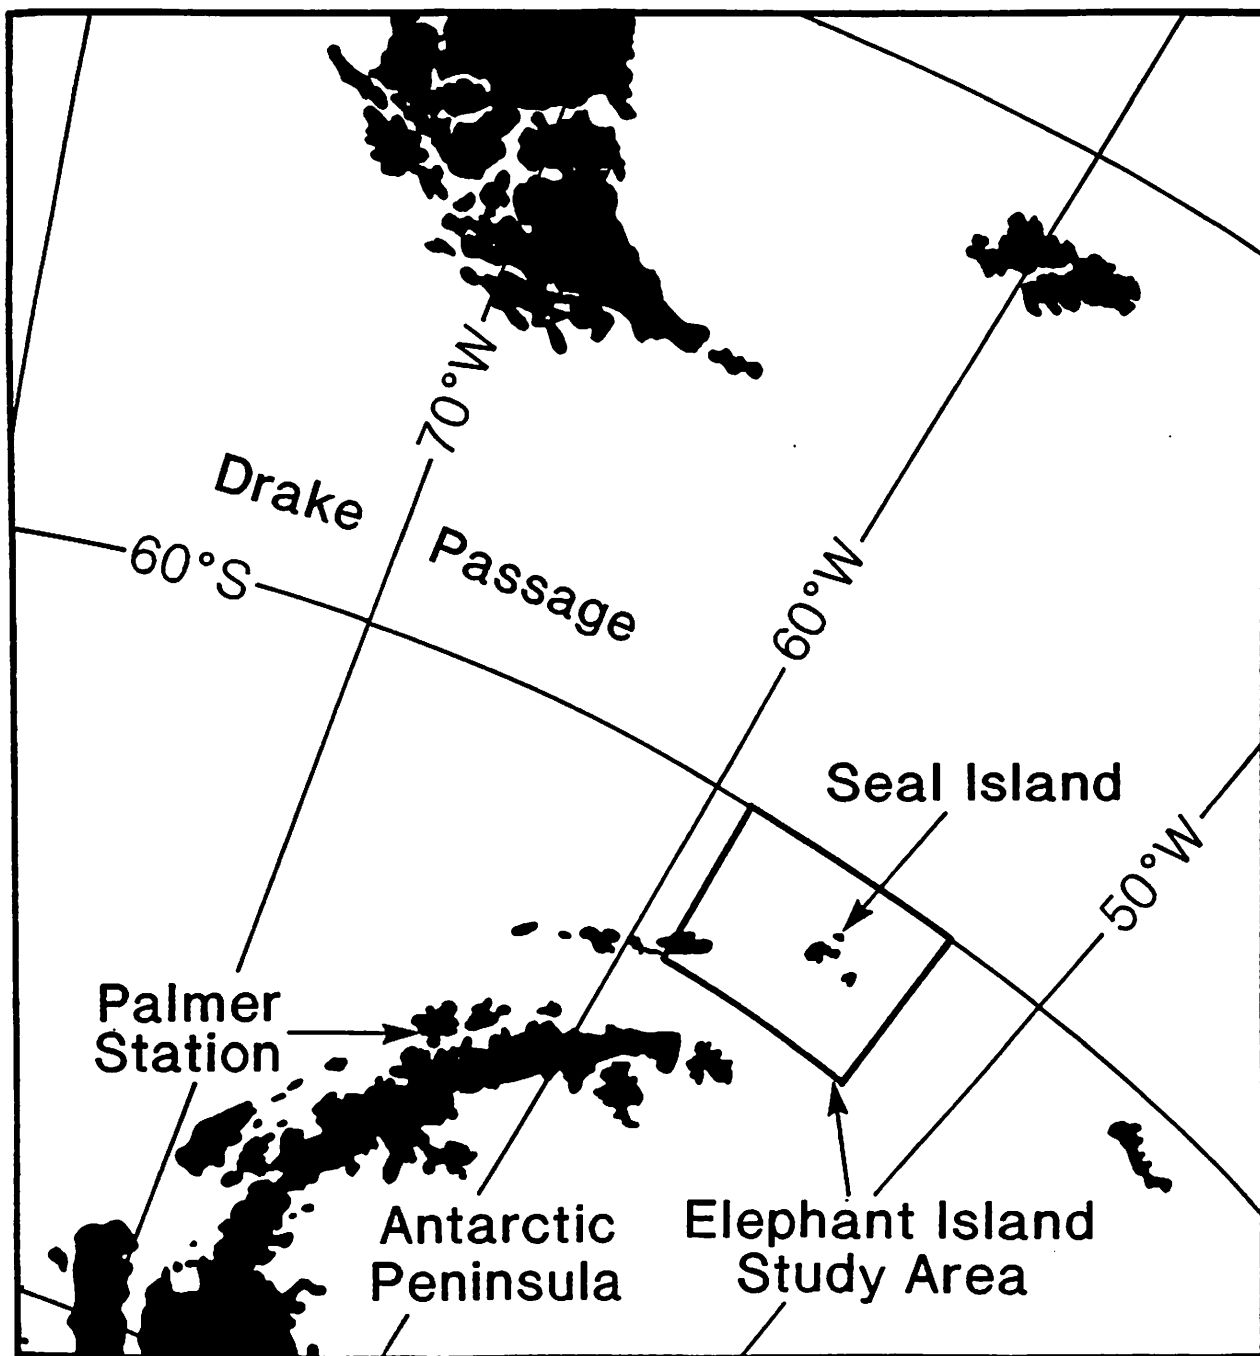 70°W
Drake
Passage
60°S
60°W
Seal Island
50°W
Palmer
Station
Antarctic
Peninsula
Elephant Island
Study Area